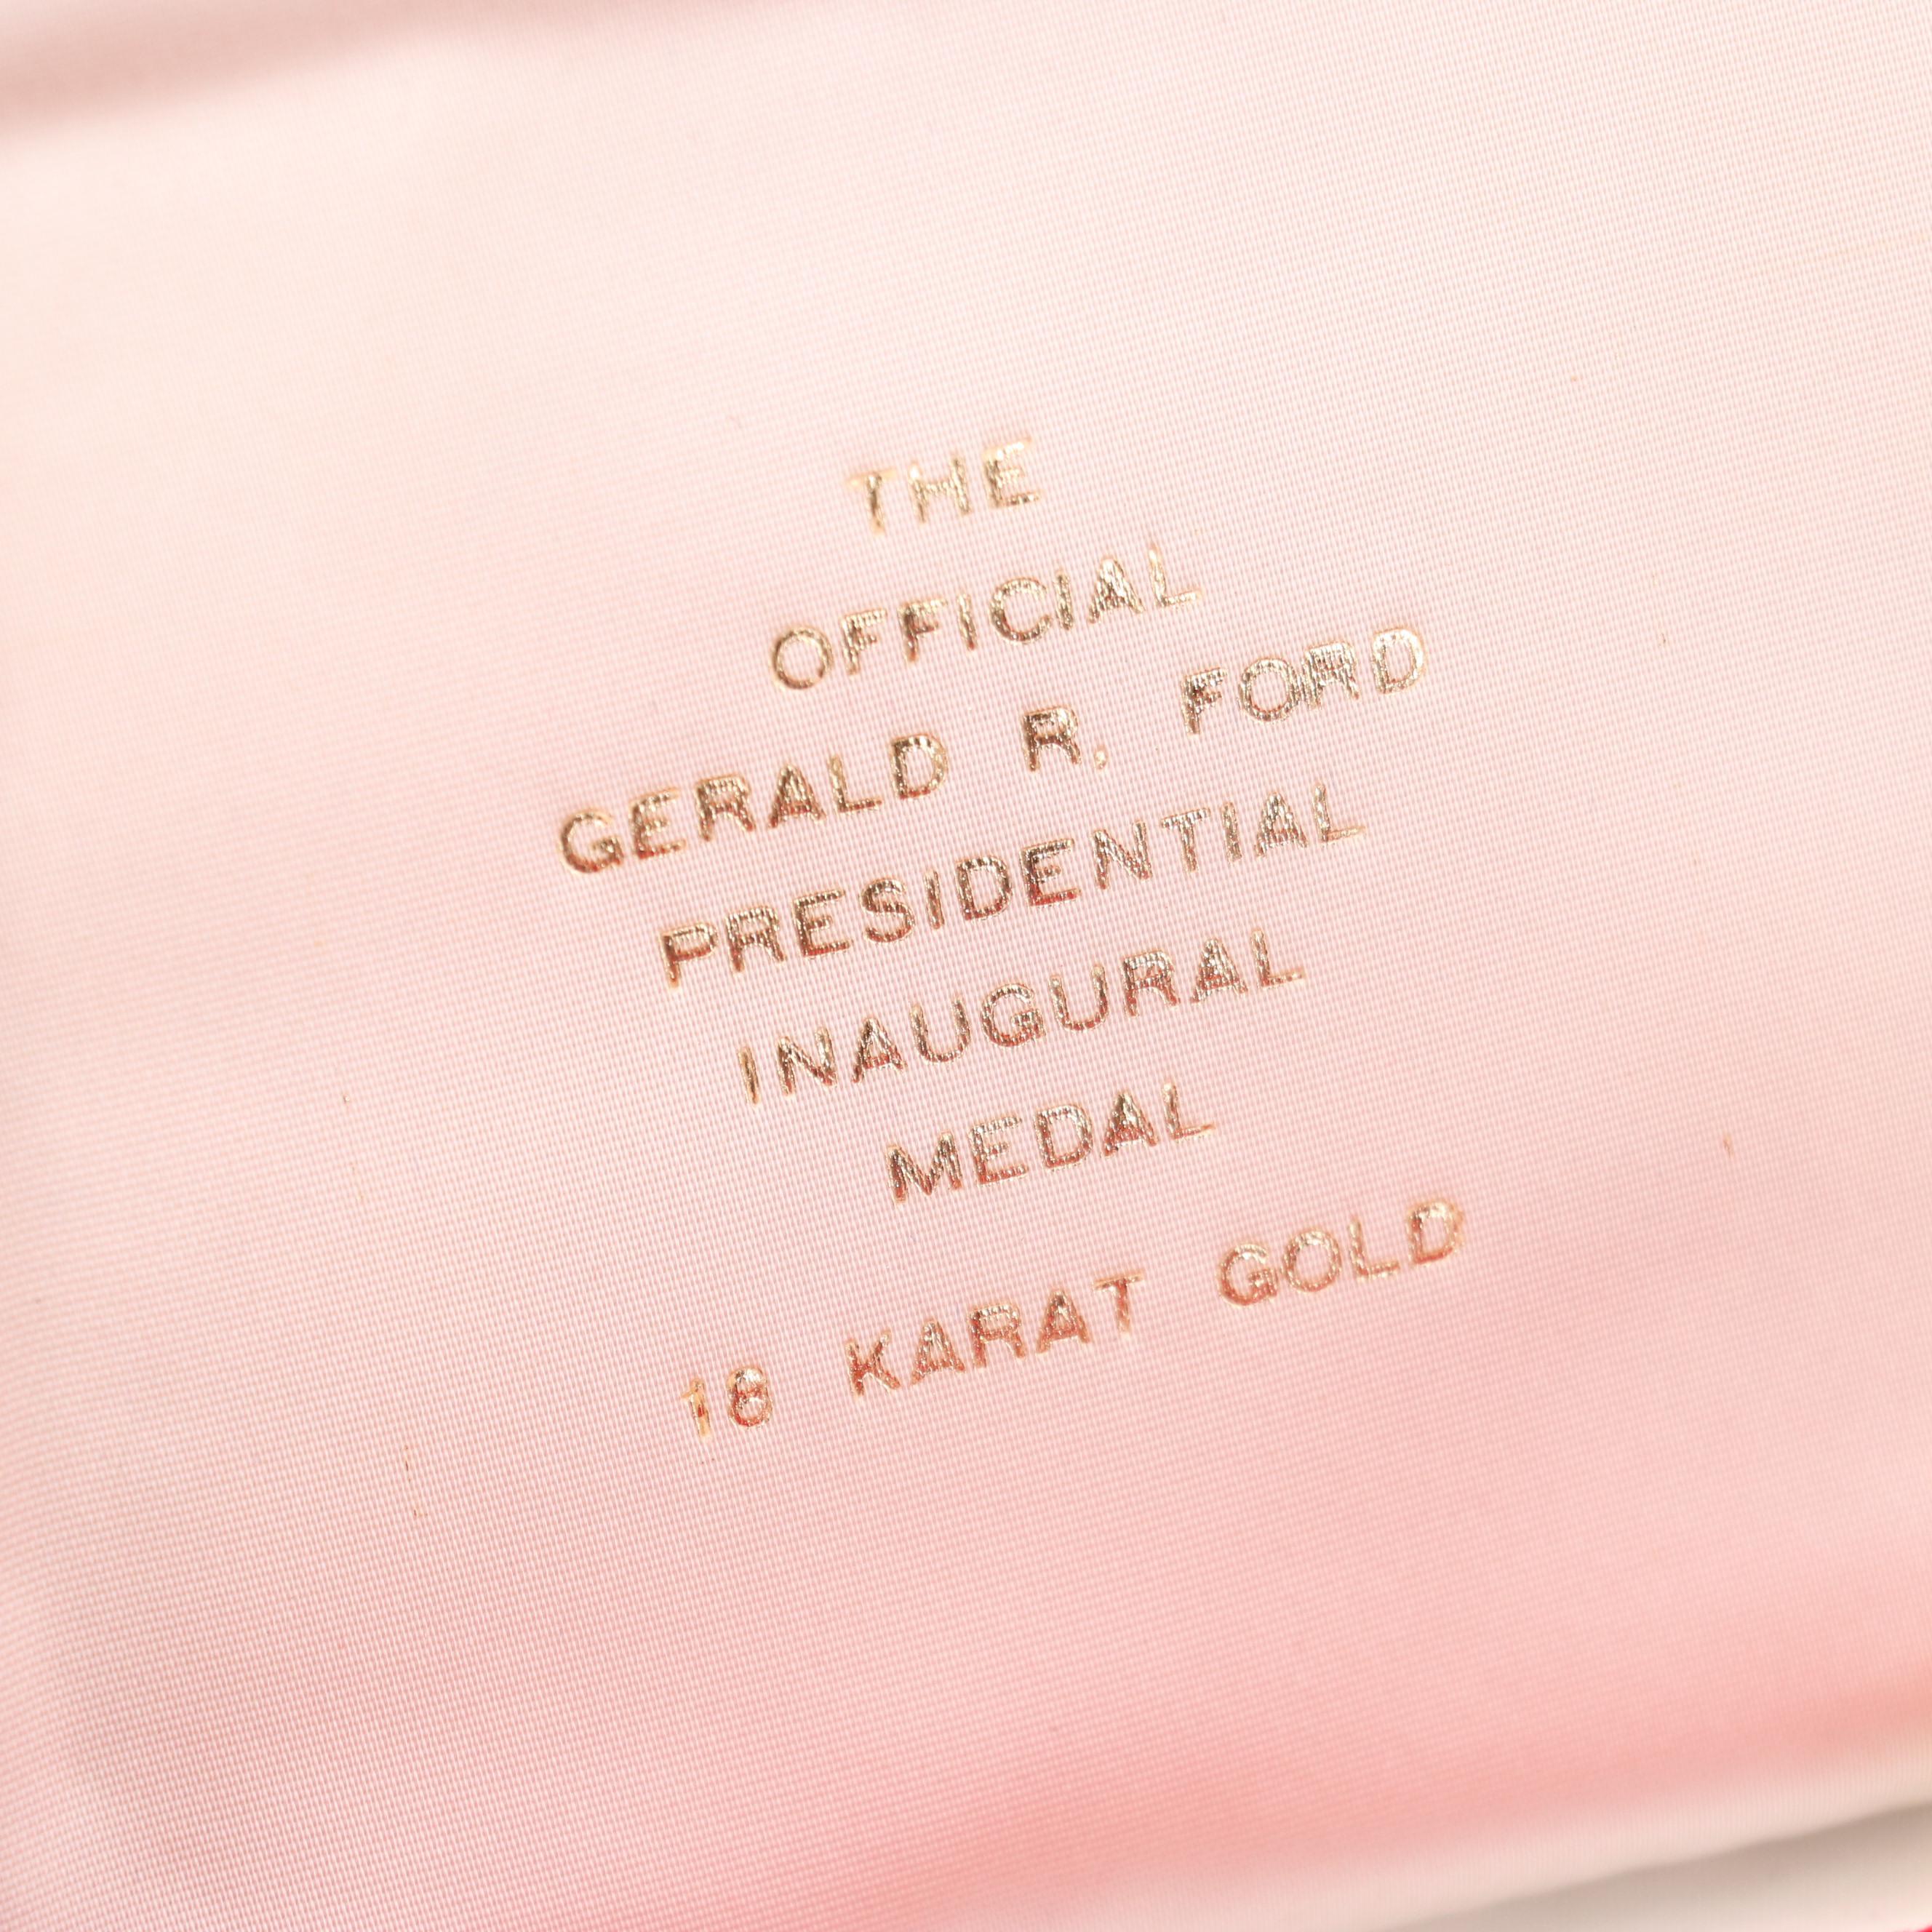 THE
OFFICIAL
GERALD R. FORD
PRESIDENTIAL
INAUGURAL
MEDAL
18 KARAT GOLD